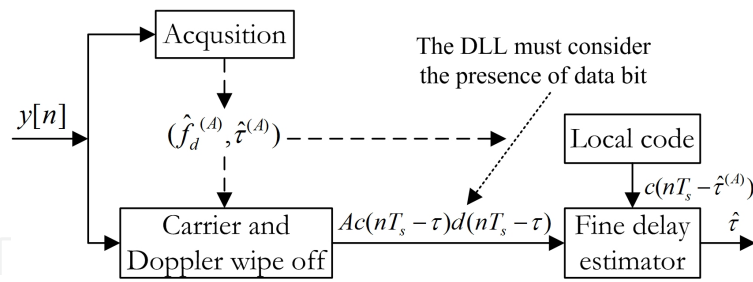 Acqusition
The DLL must consider
the presence of data bit
y[n]
(f̂_d^(A), τ̂^(A))
Local code
c(nT_s − τ̂^(A))
Carrier and
Doppler wipe off
Ac(nT_s − τ)d(nT_s − τ)
Fine delay
estimator
τ̂